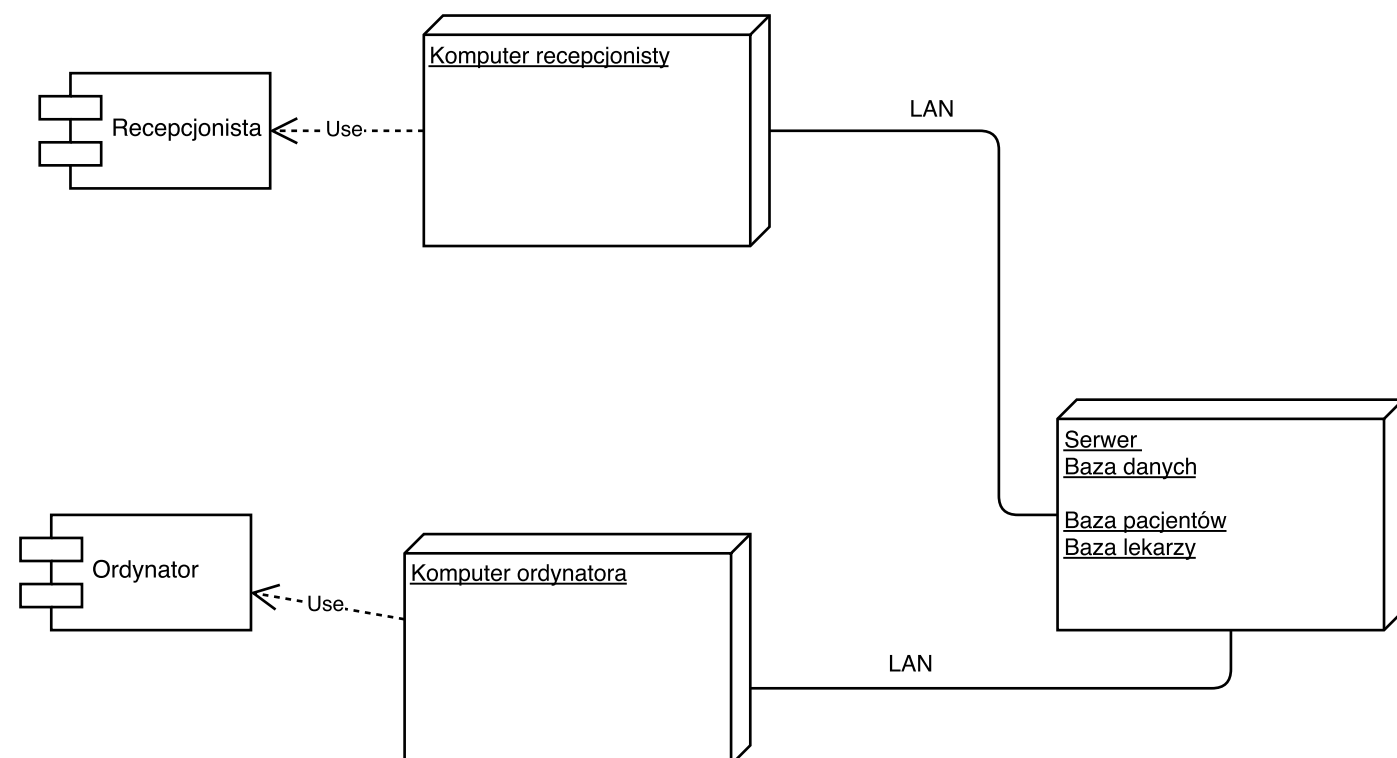 Komputer recepcjonisty
LAN
Recepcjonista
Use
Serwer
Baza danych
Baza pacjentów
Baza lekarzy
Ordynator
Komputer ordynatora
Use
LAN